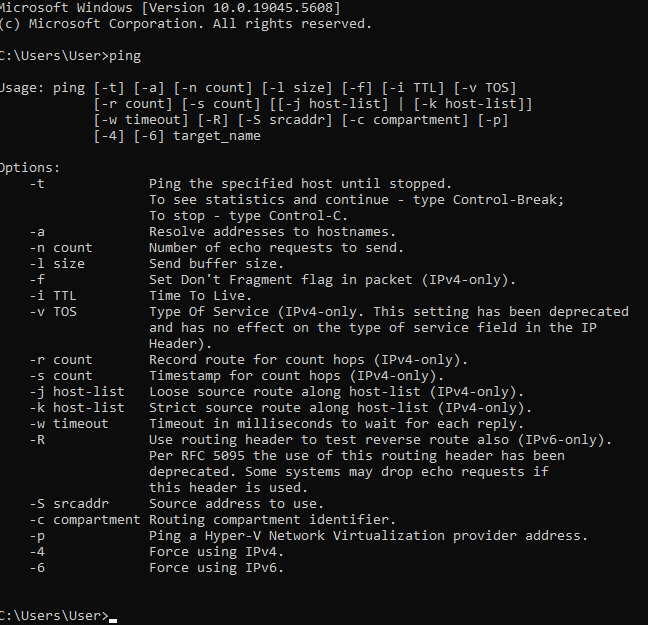 Microsoft Windows [Version 10.0.19045.5608]
(c) Microsoft Corporation. All rights reserved.
C:\Users\User>ping
Usage: ping [-t] [-a] [-n count] [-l size] [-f] [-i TTL] [-v TOS]
[-r count] [-s count] [[-j host-list] | [-k host-list]]
[-w timeout] [-R] [-S srcaddr] [-c compartment] [-p]
[-4] [-6] target_name
Options:
-t Ping the specified host until stopped.
To see statistics and continue - type Control-Break;
To stop - type Control-C.
-a Resolve addresses to hostnames.
-n count Number of echo requests to send.
-l size Send buffer size.
-f Set Don't Fragment flag in packet (IPv4-only).
-i TTL Time To Live.
-v TOS Type Of Service (IPv4-only. This setting has been deprecated
and has no effect on the type of service field in the IP
Header).
-r count Record route for count hops (IPv4-only).
-s count Timestamp for count hops (IPv4-only).
-j host-list Loose source route along host-list (IPv4-only).
-k host-list Strict source route along host-list (IPv4-only).
-w timeout Timeout in milliseconds to wait for each reply.
-R Use routing header to test reverse route also (IPv6-only).
Per RFC 5095 the use of this routing header has been
deprecated. Some systems may drop echo requests if
this header is used.
-S srcaddr Source address to use.
-c compartment Routing compartment identifier.
-p Ping a Hyper-V Network Virtualization provider address.
-4 Force using IPv4.
-6 Force using IPv6.
C:\Users\User>